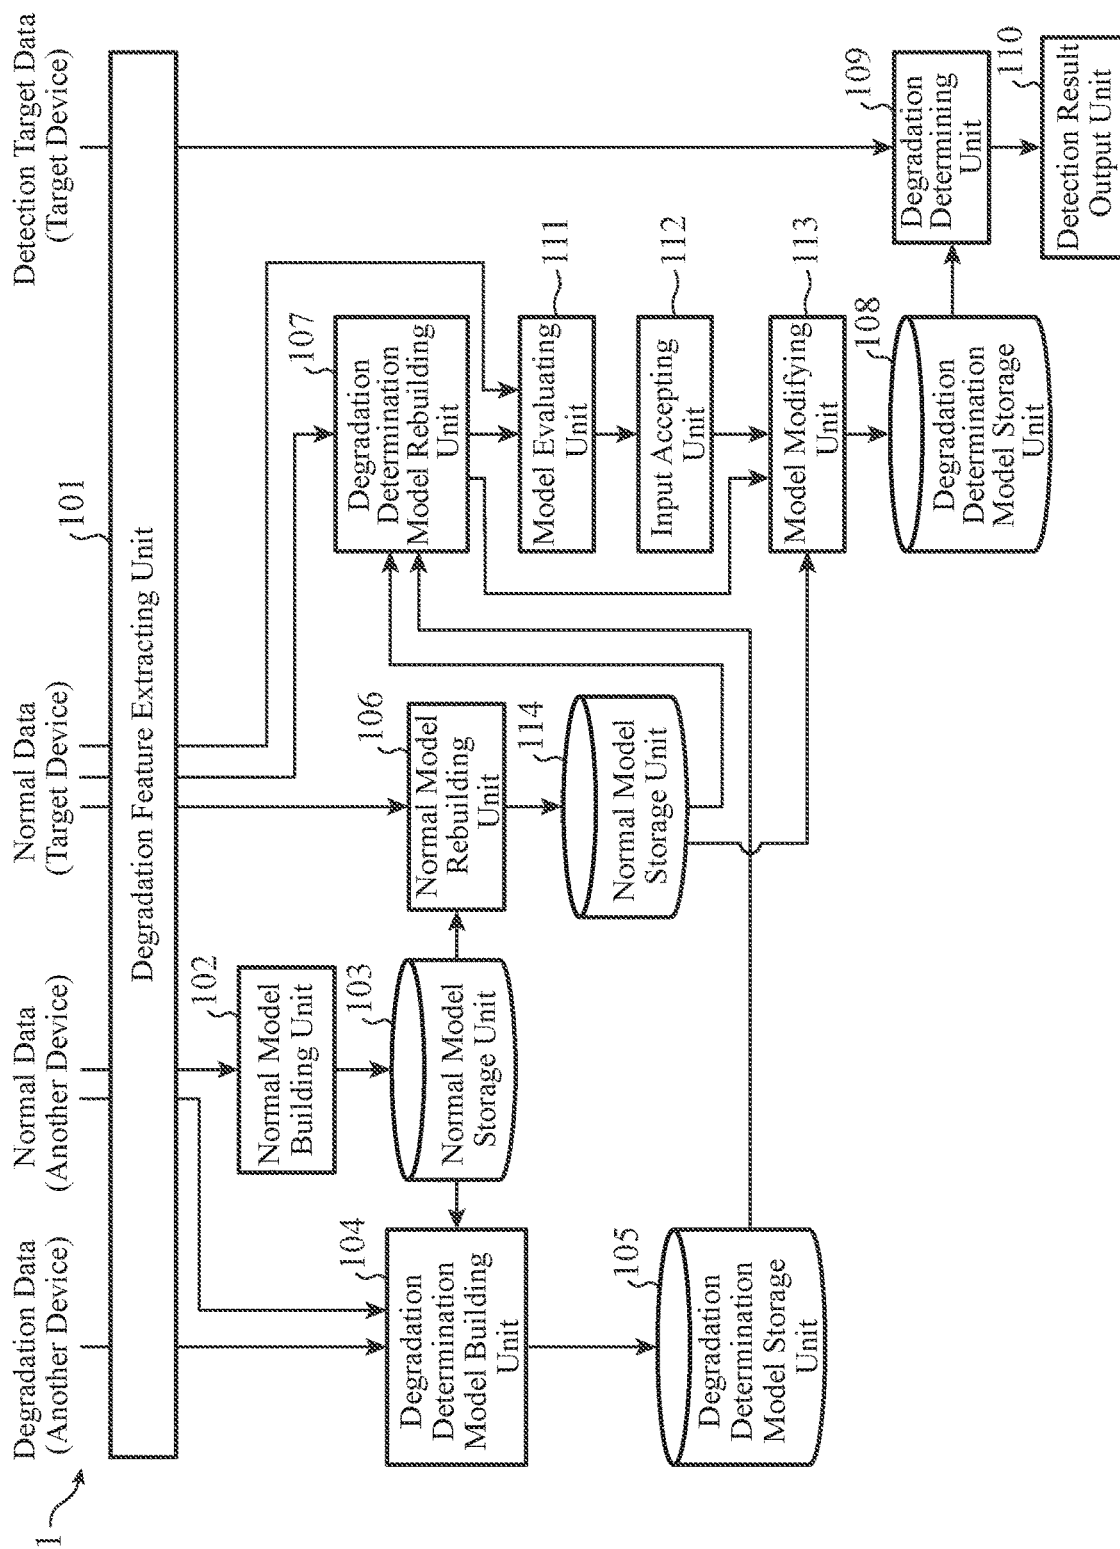 1
Degradation Data
(Another Device)
Normal Data
(Another Device)
Normal Data
(Target Device)
Detection Target Data
(Target Device)
101
Degradation Feature Extracting Unit
102
Normal Model
Building Unit
103
Normal Model
Storage Unit
104
Degradation
Determination
Model Building
Unit
105
Degradation
Determination
Model Storage
Unit
106
Normal Model
Rebuilding
Unit
114
Normal Model
Storage Unit
107
Degradation
Determination
Model Rebuilding
Unit
111
Model Evaluating
Unit
112
Input Accepting
Unit
113
Model Modifying
Unit
108
Degradation
Determination
Model Storage
Unit
109
Degradation
Determining
Unit
110
Detection Result
Output Unit